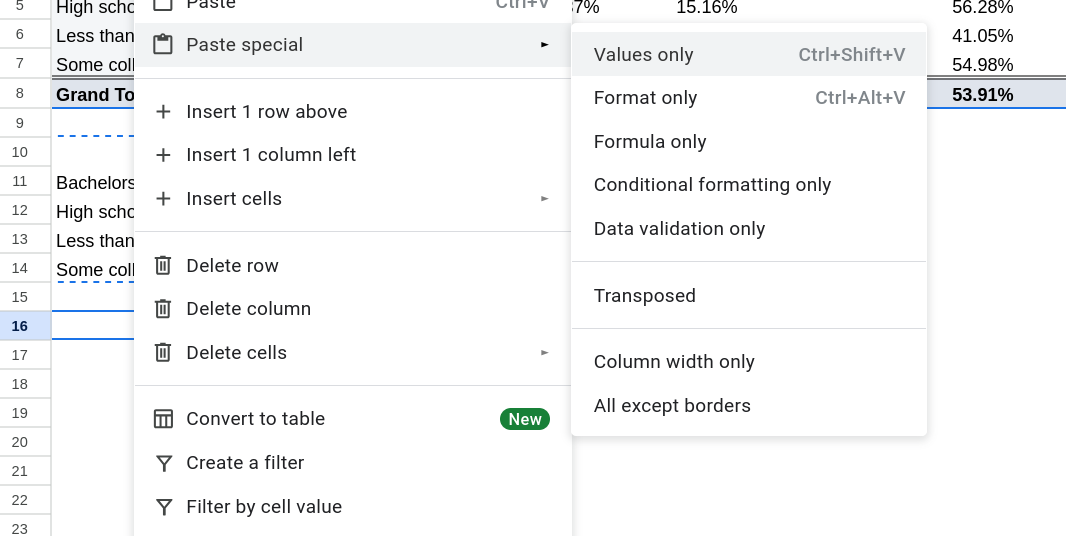 5 High scho 37% 15.16% 56.28%
Paste Ctrl+V
6 Less than 41.05%
Paste special ►
Values only Ctrl+Shift+V
7 Some coll 54.98%
8 Grand To 53.91%
Format only Ctrl+Alt+V
9
Insert 1 row above
Formula only
10
Insert 1 column left
11 Bachelors
Conditional formatting only
Insert cells ►
12 High scho
Data validation only
13 Less than
Delete row
14 Some coll
Transposed
15
Delete column
16
Delete cells ►
17
Column width only
18
All except borders
19
Convert to table New
20
Create a filter
21
22
Filter by cell value
23